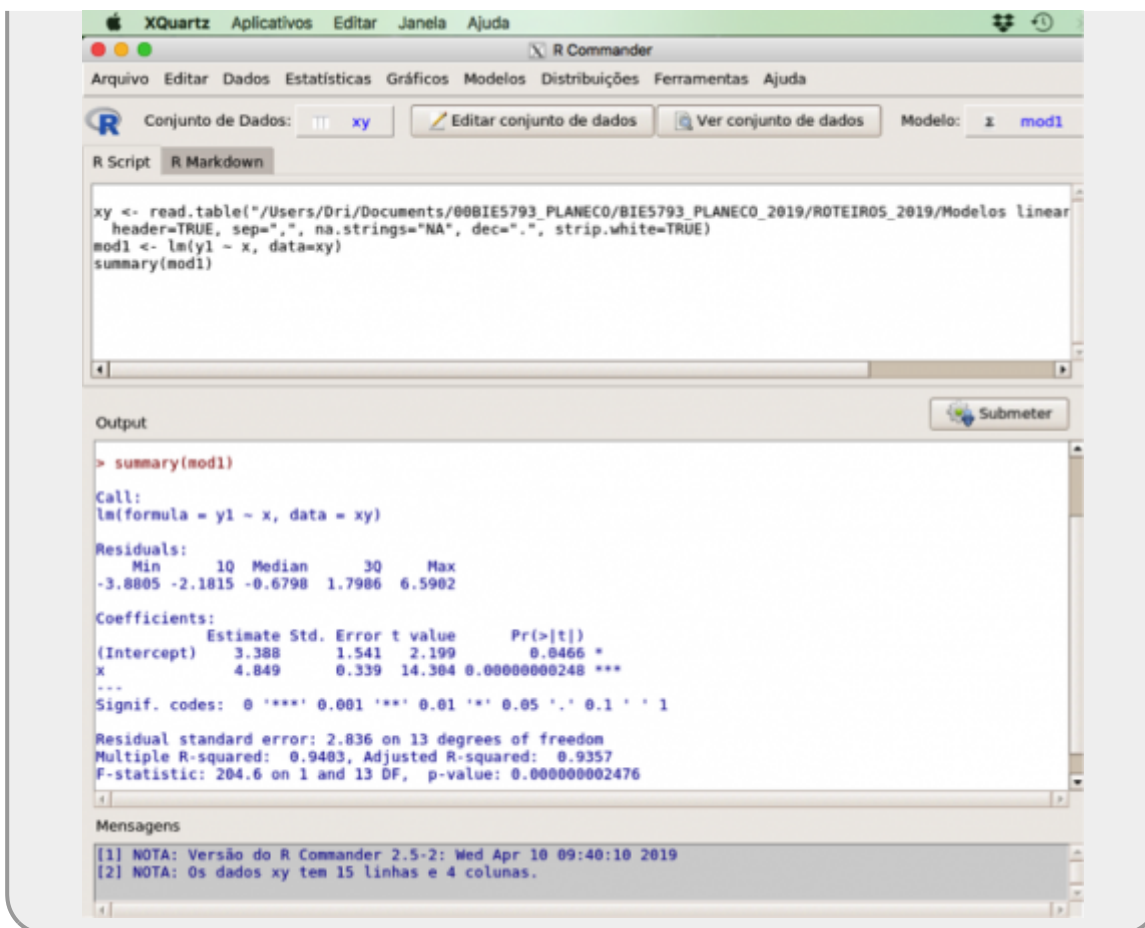 XQuartz Aplicativos Editar Janela Ajuda
R Commander
Arquivo Editar Dados Estatísticas Gráficos Modelos Distribuições Ferramentas Ajuda
R Conjunto de Dados: xy Editar conjunto de dados Ver conjunto de dados Modelo: Σ mod1
R Script R Markdown
xy <- read.table("/Users/Dri/Documents/00BIE5793_PLANECO/BIE5793_PLANECO_2019/ROTEIROS_2019/Modelos linear
header=TRUE, sep=",", na.strings="NA", dec=".", strip.white=TRUE)
mod1 <- lm(y1 ~ x, data=xy)
summary(mod1)
Output
Submeter
> summary(mod1)
Call:
lm(formula = y1 ~ x, data = xy)
Residuals:
Min 1Q Median 3Q Max
-3.8805 -2.1815 -0.6798 1.7986 6.5902
Coefficients:
Estimate Std. Error t value Pr(>|t|)
(Intercept) 3.388 1.541 2.199 0.0466 *
x 4.849 0.339 14.304 0.00000000248 ***
---
Signif. codes: 0 '***' 0.001 '**' 0.01 '*' 0.05 '.' 0.1 ' ' 1
Residual standard error: 2.836 on 13 degrees of freedom
Multiple R-squared: 0.9403, Adjusted R-squared: 0.9357
F-statistic: 204.6 on 1 and 13 DF, p-value: 0.000000002476
Mensagens
[1] NOTA: Versão do R Commander 2.5-2: Wed Apr 10 09:40:10 2019
[2] NOTA: Os dados xy tem 15 linhas e 4 colunas.